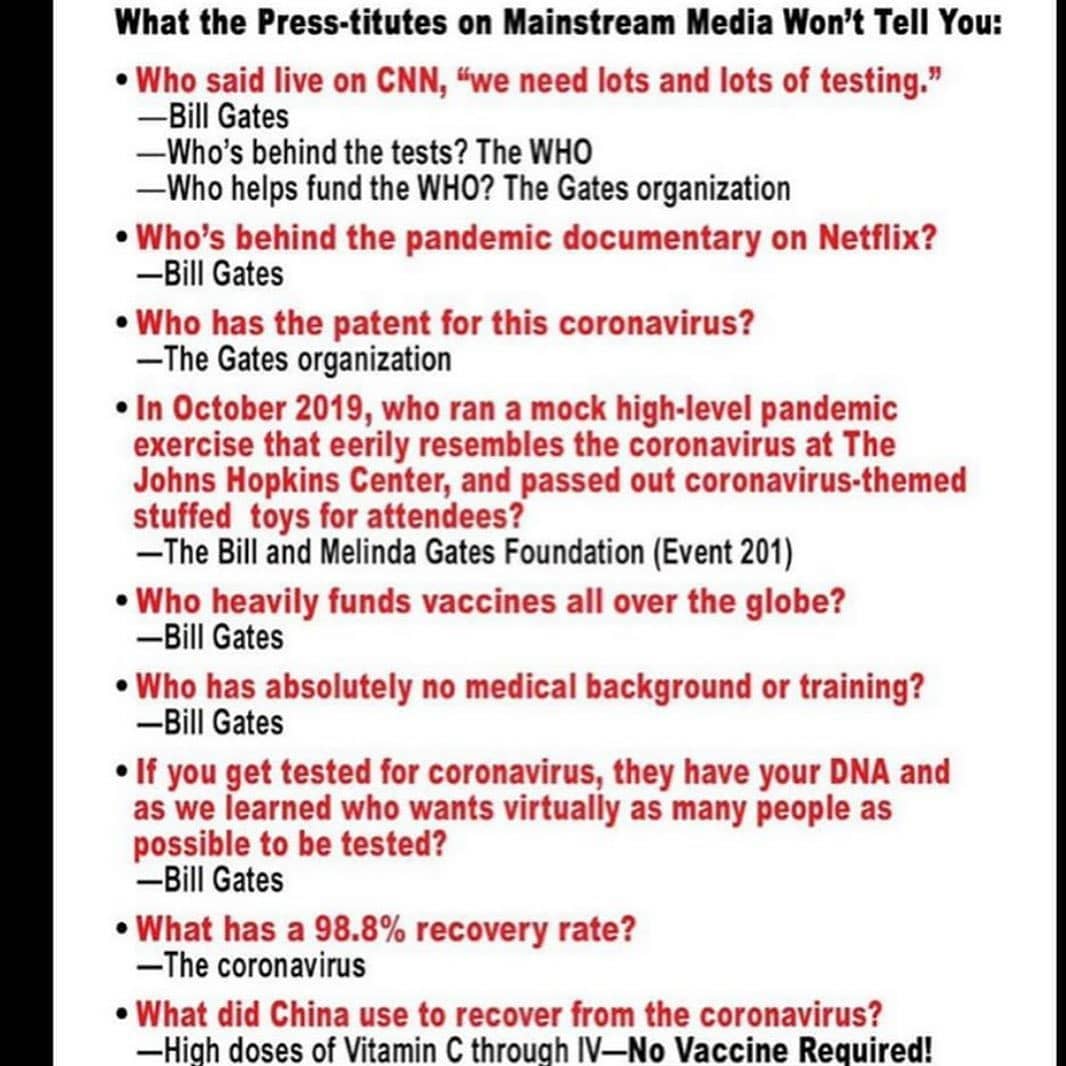 What the Press-titutes on Mainstream Media Won’t Tell You:
• Who said live on CNN, “we need lots and lots of testing.”
—Bill Gates
—Who’s behind the tests? The WHO
—Who helps fund the WHO? The Gates organization
• Who’s behind the pandemic documentary on Netflix?
—Bill Gates
• Who has the patent for this coronavirus?
—The Gates organization
• In October 2019, who ran a mock high-level pandemic
exercise that eerily resembles the coronavirus at The
Johns Hopkins Center, and passed out coronavirus-themed
stuffed toys for attendees?
—The Bill and Melinda Gates Foundation (Event 201)
• Who heavily funds vaccines all over the globe?
—Bill Gates
• Who has absolutely no medical background or training?
—Bill Gates
• If you get tested for coronavirus, they have your DNA and
as we learned who wants virtually as many people as
possible to be tested?
—Bill Gates
• What has a 98.8% recovery rate?
—The coronavirus
• What did China use to recover from the coronavirus?
—High doses of Vitamin C through IV—No Vaccine Required!